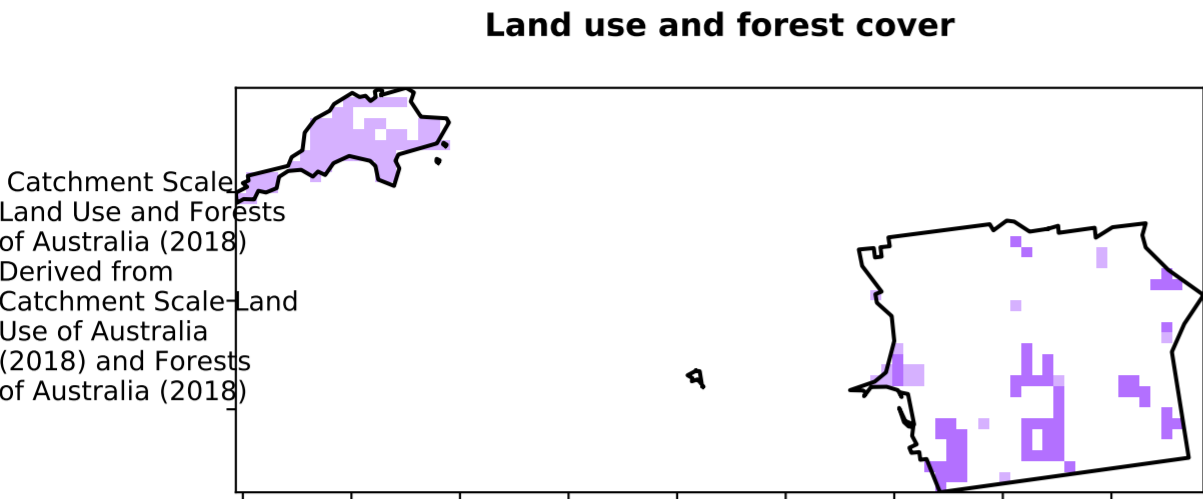 Land use and forest cover
Catchment Scale
Land Use and Forests
of Australia (2018)
Derived from
Catchment Scale Land
Use of Australia
(2018) and Forests
of Australia (2018)